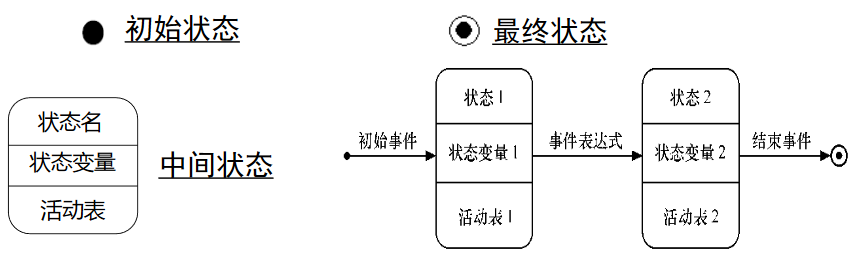 初始状态
最终状态
状态名
状态变量
活动表
中间状态
初始事件
状态1
状态变量1
活动表1
事件表达式
状态2
状态变量2
活动表2
结束事件